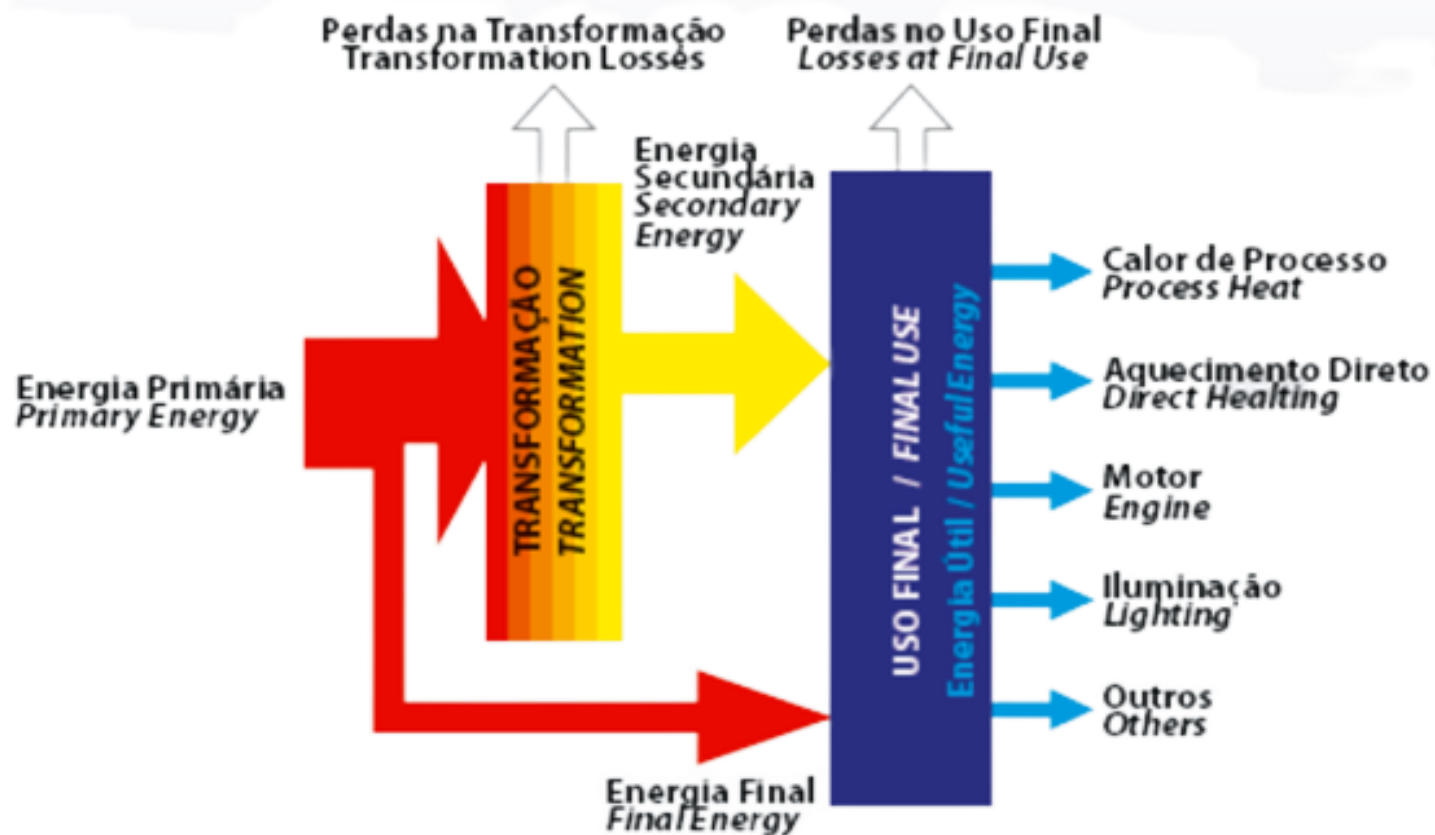 Perdas na Transformação
Transformation Losses
Perdas no Uso Final
Losses at Final Use
Energia
Secundária
Secondary
Energy
Energia Primária
Primary Energy
TRANSFORMAÇÃO
TRANSFORMATION
USO FINAL / FINAL USE
Energia Útil / Useful Energy
Calor de Processo
Process Heat
Aquecimento Direto
Direct Healting
Motor
Engine
Iluminação
Lighting
Outros
Others
Energia Final
Final Energy